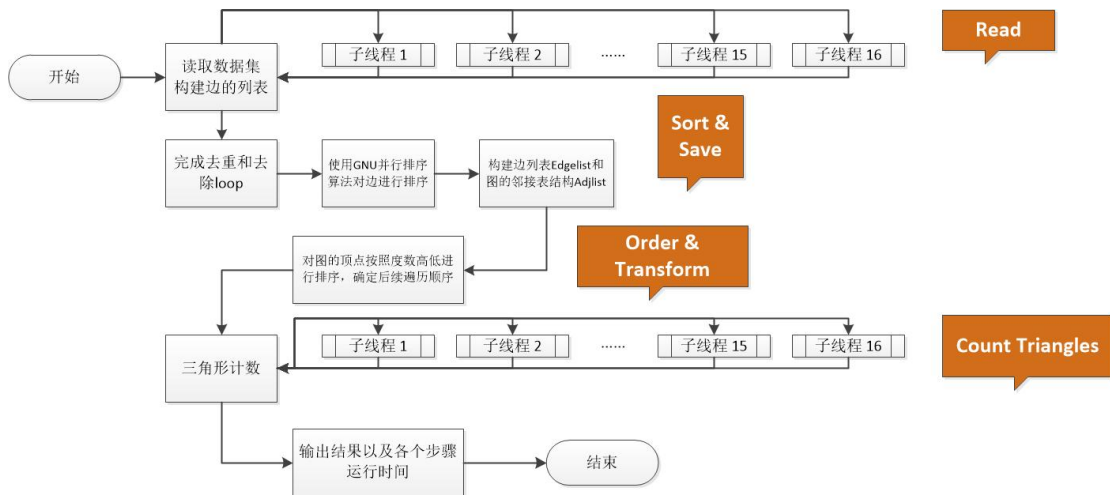 子线程 1
子线程 2
……
子线程 15
子线程 16
Read
开始
读取数据集
构建边的列表
Sort &
Save
完成去重和去
除loop
使用GNU并行排序
算法对边进行排序
构建边列表Edgelist和
图的邻接表结构Adjlist
Order &
Transform
对图的顶点按照度数高低进
行排序，确定后续遍历顺序
三角形计数
子线程 1
子线程 2
……
子线程 15
子线程 16
Count Triangles
输出结果以及各个步骤
运行时间
结束